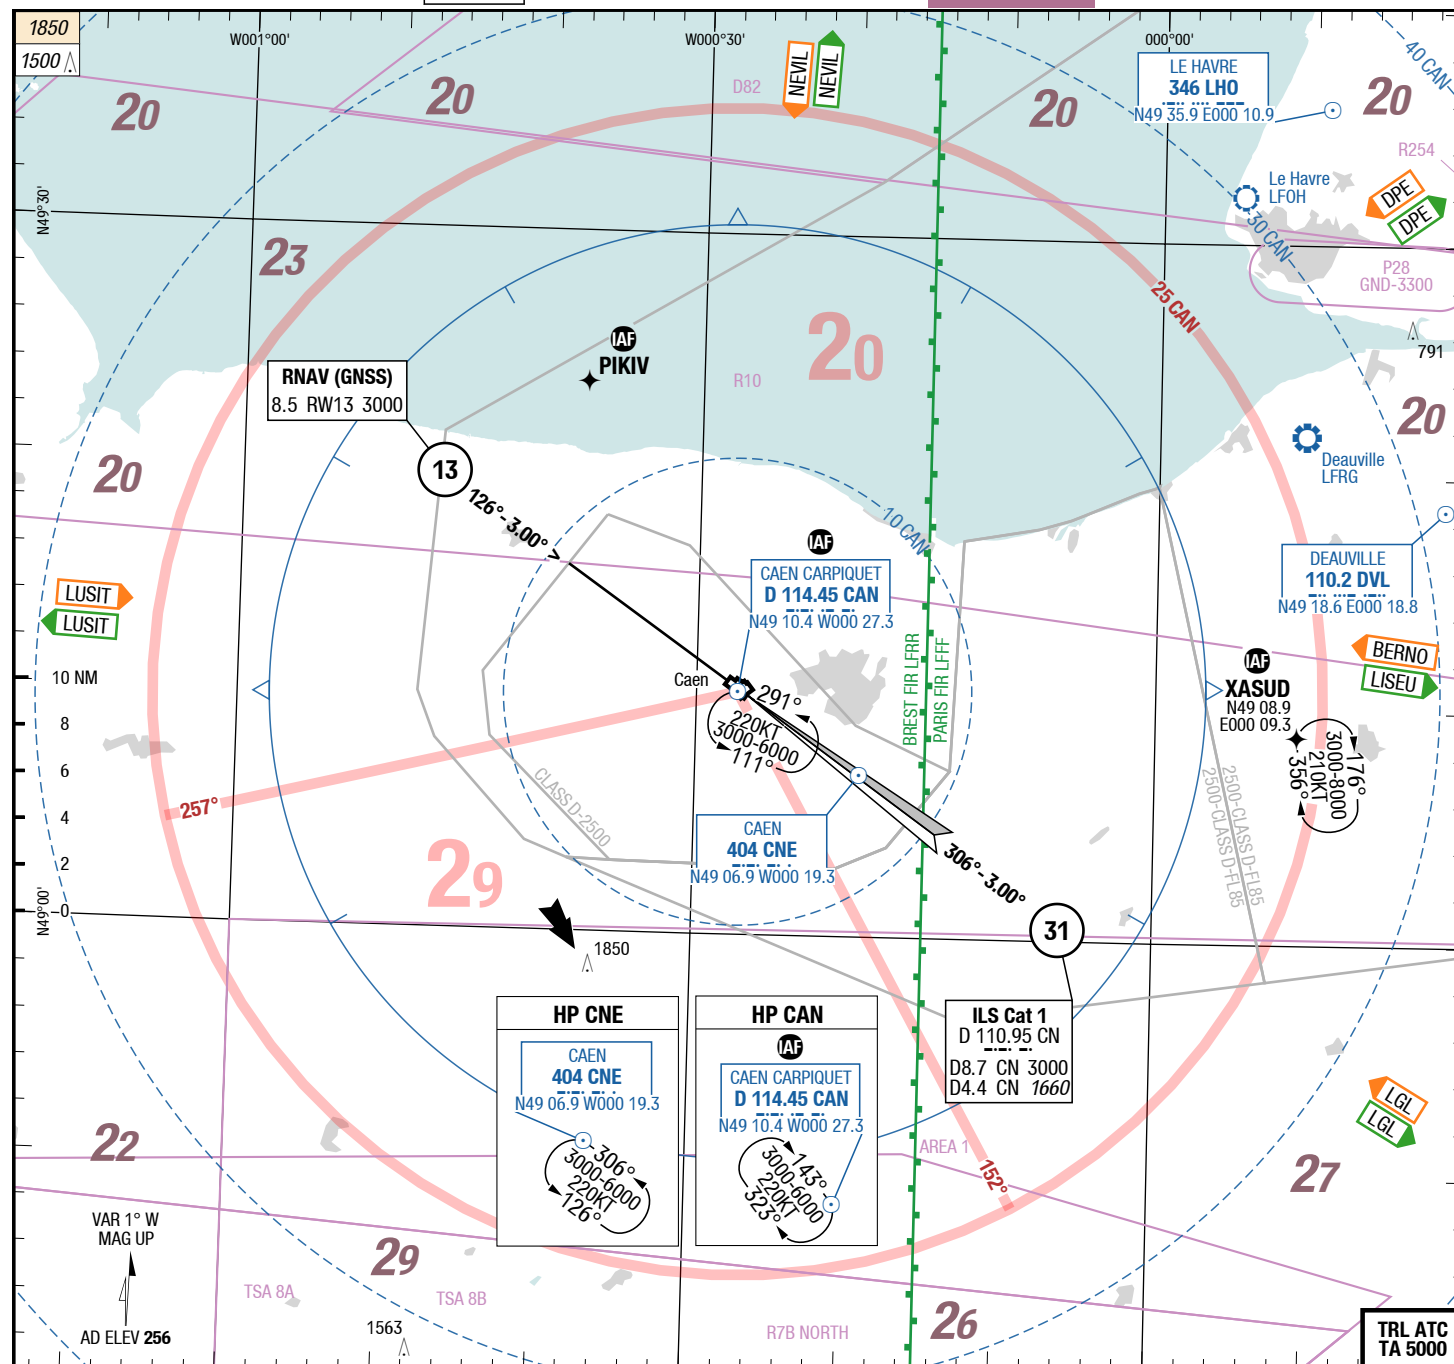 1850
1500
W001°00'
W000°30'
000°00'
40 CAN
20
20
20
20
D82
NEVIL
NEVIL
LE HAVRE
346 LHO
N49 35.9 E000 10.9
R254
Le Havre
LFOH
DPE
DPE
N49°30'
30 CAN
P28
GND-3300
23
25 CAN
20
791
IAF
PIKIV
R10
RNAV (GNSS)
8.5 RW13 3000
20
20
13
126°- 3.00° >
Deauville
LFRG
10 CAN
IAF
CAEN CARPIQUET
D 114.45 CAN
N49 10.4 W000 27.3
DEAUVILLE
110.2 DVL
N49 18.6 E000 18.8
LUSIT
LUSIT
BREST FIR LFRR
PARIS FIR LFFF
BERNO
LISEU
IAF
XASUD
N49 08.9
E000 09.3
10 NM
8
6
4
2
0
Caen
291°
220KT
3000-6000
111°
176°
3000-8000
210KT
356°
257°
CLASS D-2500
2500-CLASS D-FL85
2500-CLASS D-FL85
CAEN
404 CNE
N49 06.9 W000 19.3
306°- 3.00°
29
N49°00'
31
1850
HP CNE
CAEN
404 CNE
N49 06.9 W000 19.3
306°
3000-6000
220KT
126°
HP CAN
IAF
CAEN CARPIQUET
D 114.45 CAN
N49 10.4 W000 27.3
143°
3000-6000
220KT
323°
ILS Cat 1
D 110.95 CN
D8.7 CN 3000
D4.4 CN 1660
LGL
LGL
22
AREA 1
152°
27
VAR 1° W
MAG UP
29
TSA 8A
TSA 8B
AD ELEV 256
1563
R7B NORTH
26
TRL ATC
TA 5000